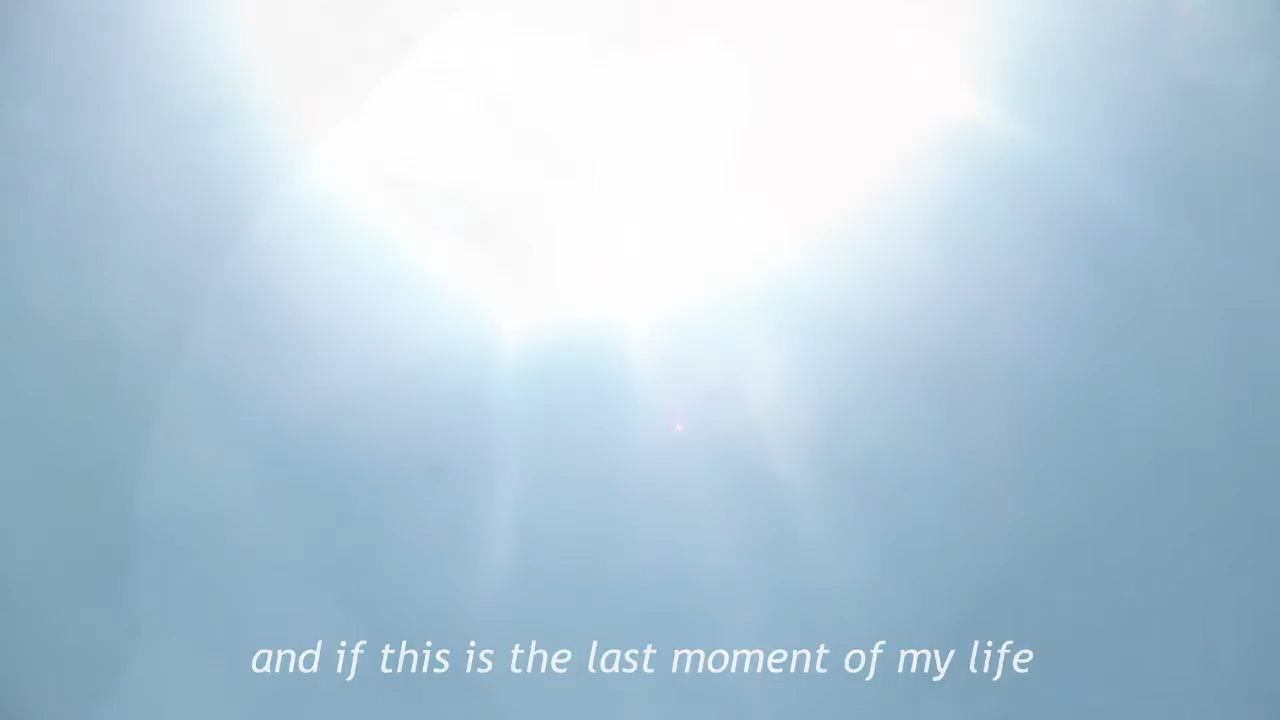 and if this is the last moment of my life